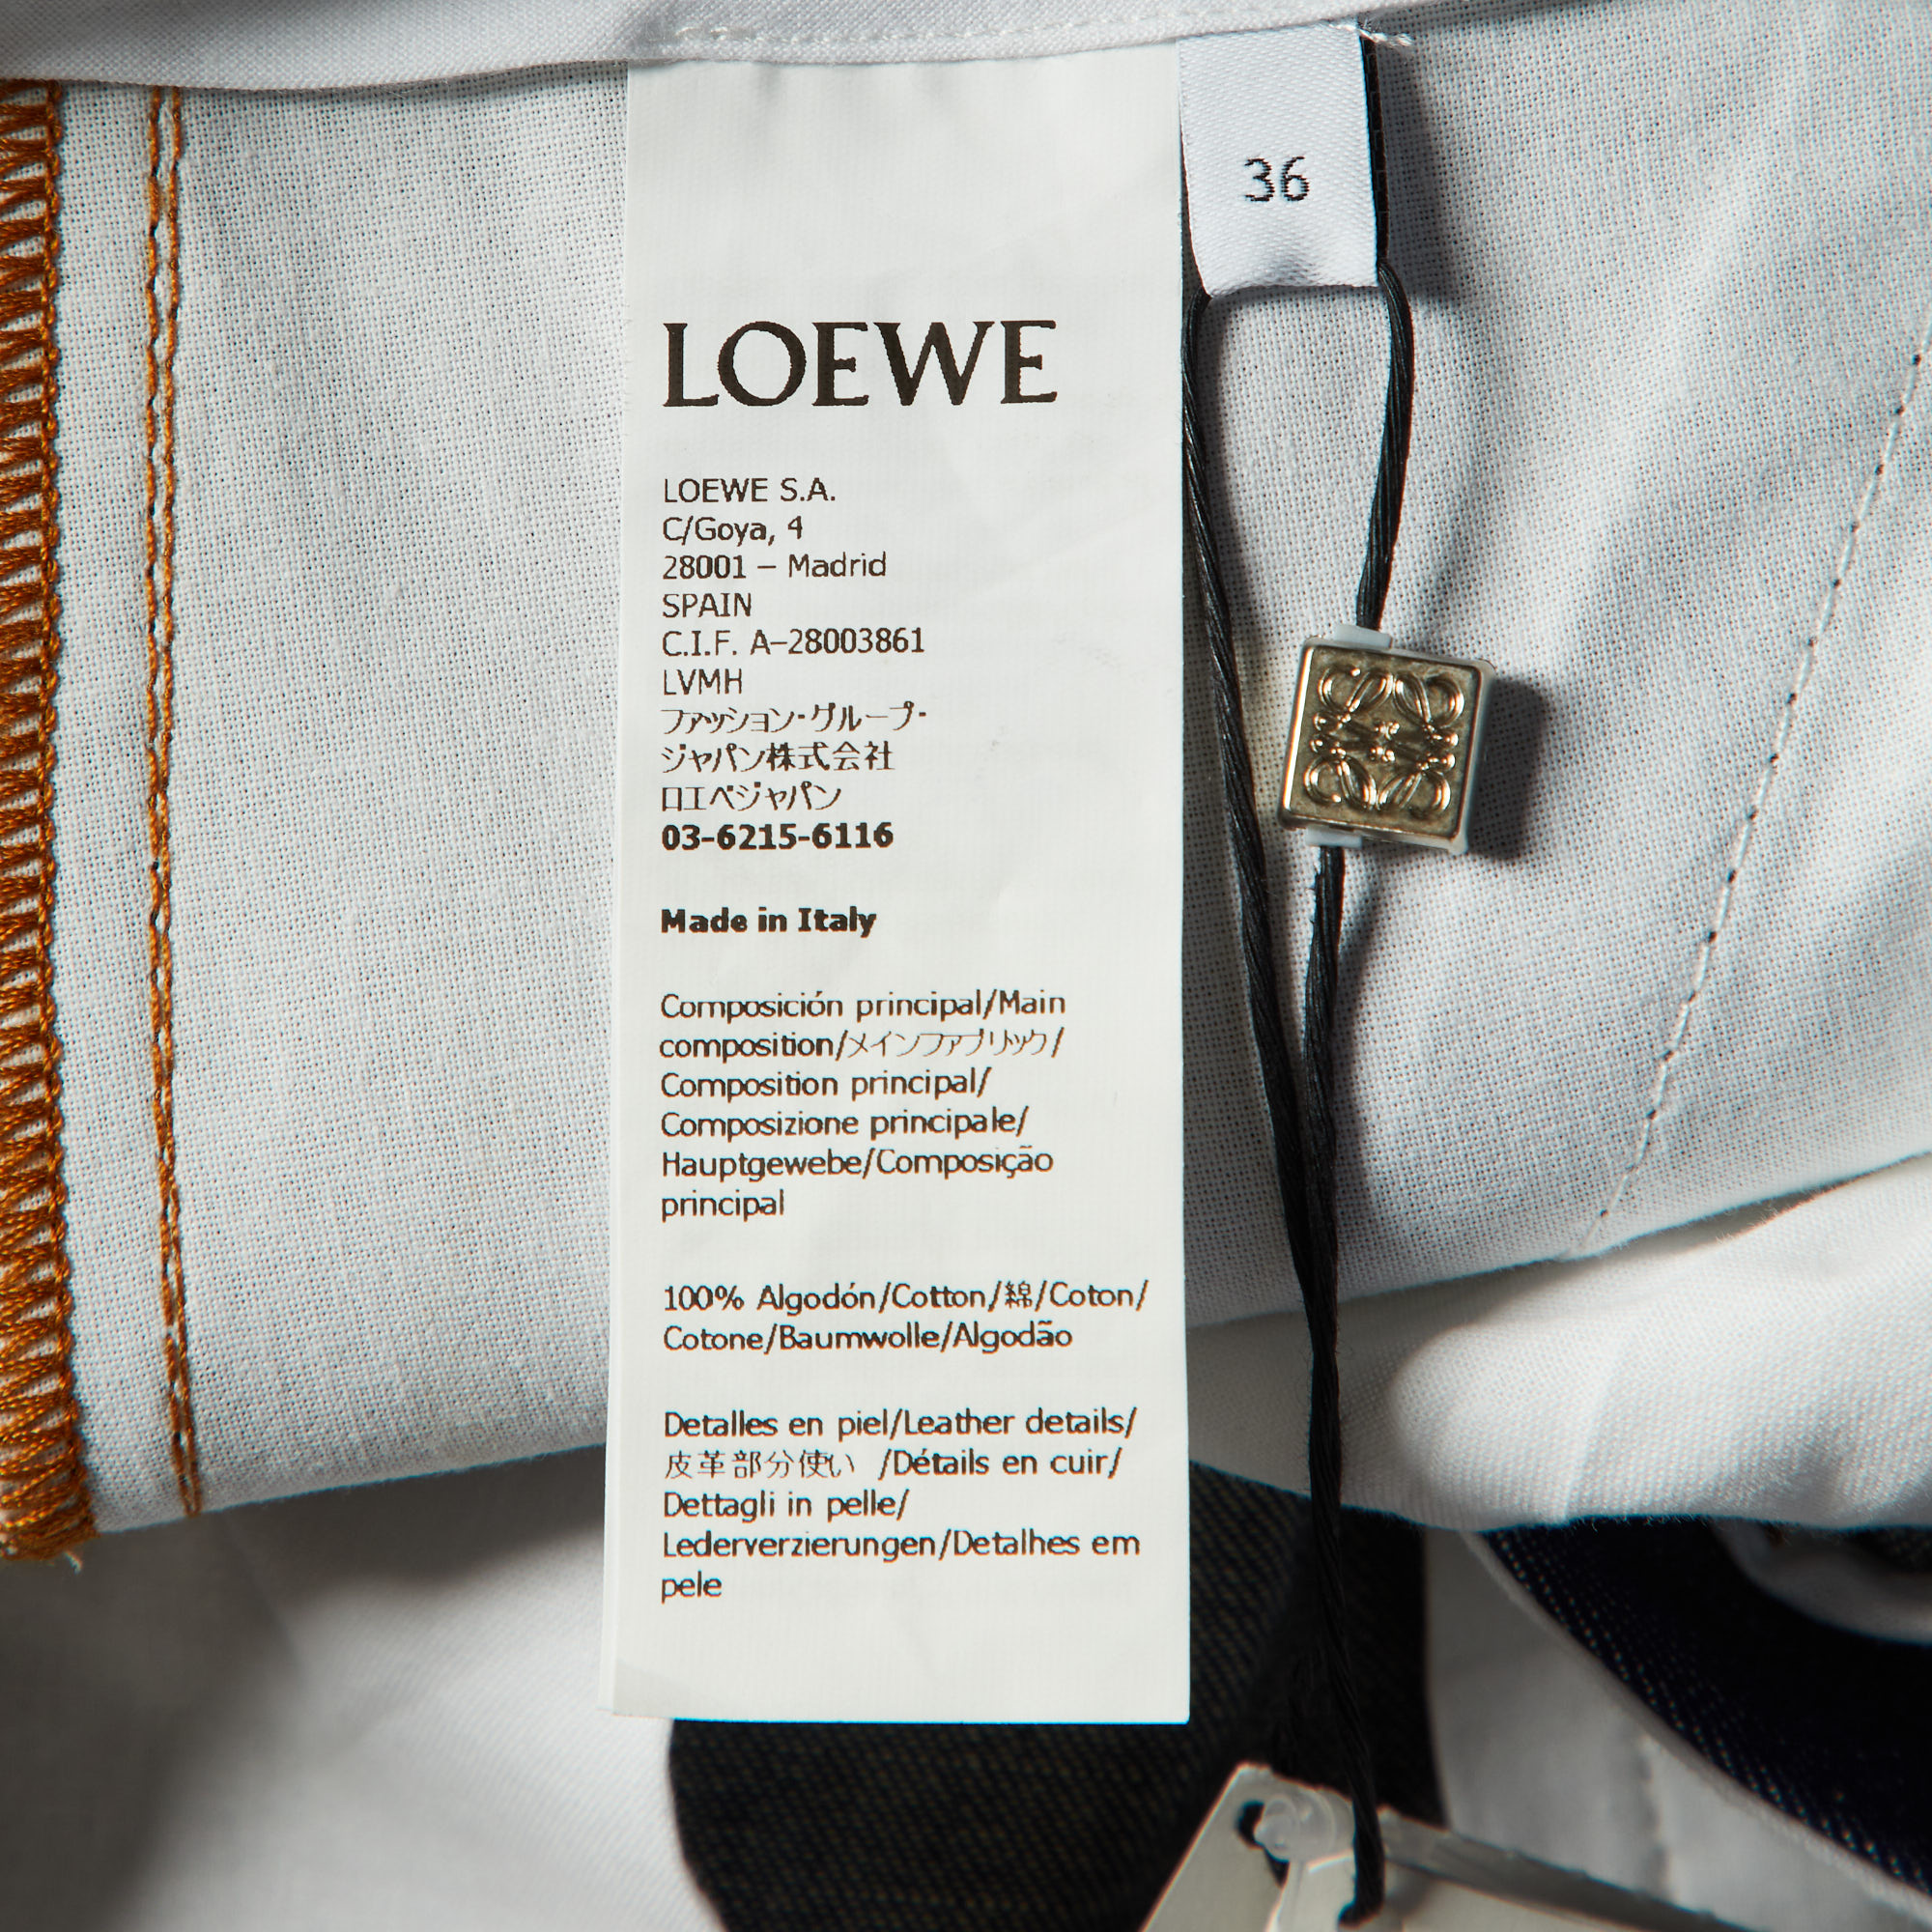 36
LOEWE
LOEWE S.A.
C/Goya, 4
28001 – Madrid
SPAIN
C.I.F. A–28003861
LVMH
ファッション・グループ・
ジャパン株式会社
ロエベジャパン
03-6215-6116
Made in Italy
Composición principal/Main
composition/メインファブリック/
Composition principal/
Composizione principale/
Hauptgewebe/Composição
principal
100% Algodón/Cotton/綿/Coton/
Cotone/Baumwolle/Algodão
Detalles en piel/Leather details/
皮革部分使い /Détails en cuir/
Dettagli in pelle/
Lederverzierungen/Detalhes em
pele